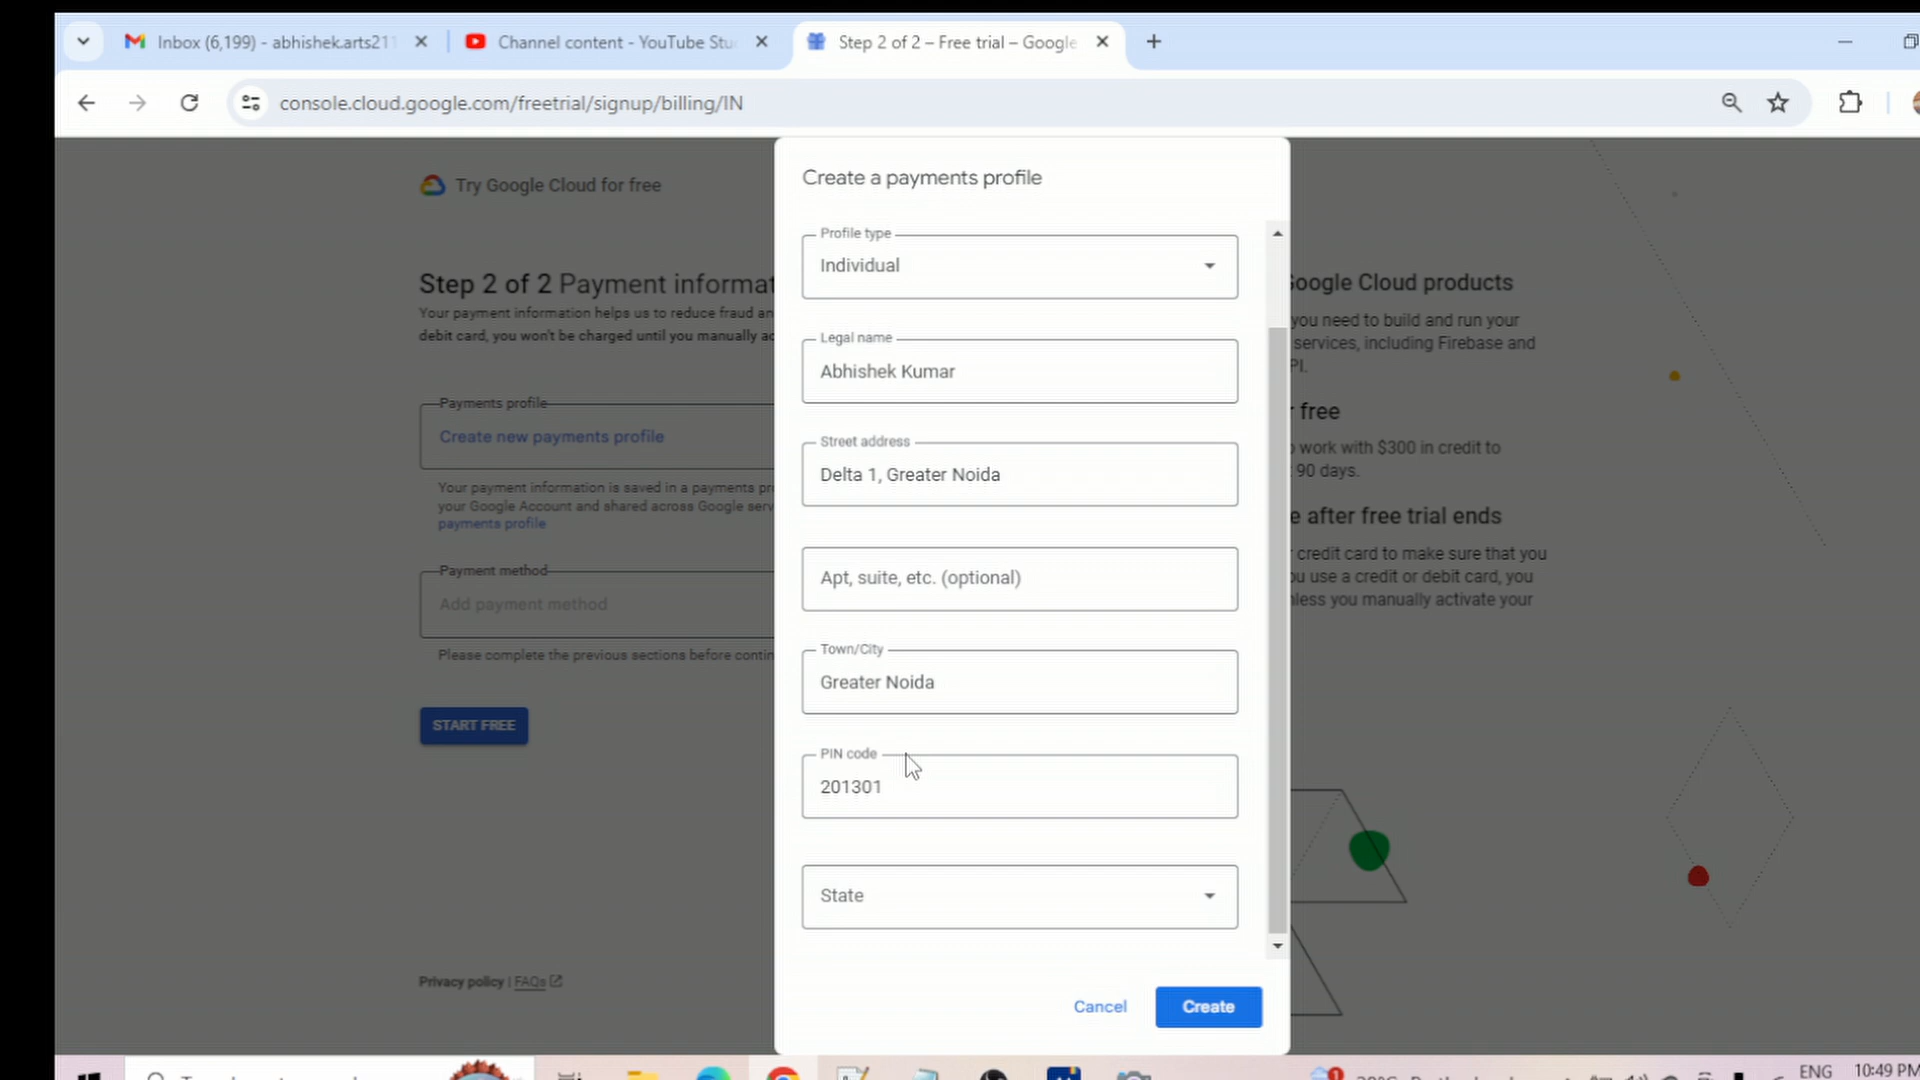 Inbox (6,199) - abhishek.arts211
Channel content - YouTube Stu
Step 2 of 2 – Free trial – Google
console.cloud.google.com/freetrial/signup/billing/IN
Try Google Cloud for free
Step 2 of 2 Payment informat
Your payment information helps us to reduce fraud an
debit card, you won't be charged until you manually ac
Payments profile
Create new payments profile
Your payment information is saved in a payments pr
your Google Account and shared across Google serv
payments profile
Payment method
Add payment method
Please complete the previous sections before contin
START FREE
Privacy policy | FAQs
Create a payments profile
Profile type
Individual
Legal name
Abhishek Kumar
Street address
Delta 1, Greater Noida
Apt, suite, etc. (optional)
Town/City
Greater Noida
PIN code
201301
State
Cancel
Create
Google Cloud products
you need to build and run your
services, including Firebase and
PI.
r free
o work with $300 in credit to
90 days.
e after free trial ends
r credit card to make sure that you
ou use a credit or debit card, you
nless you manually activate your
ENG
10:49 PM